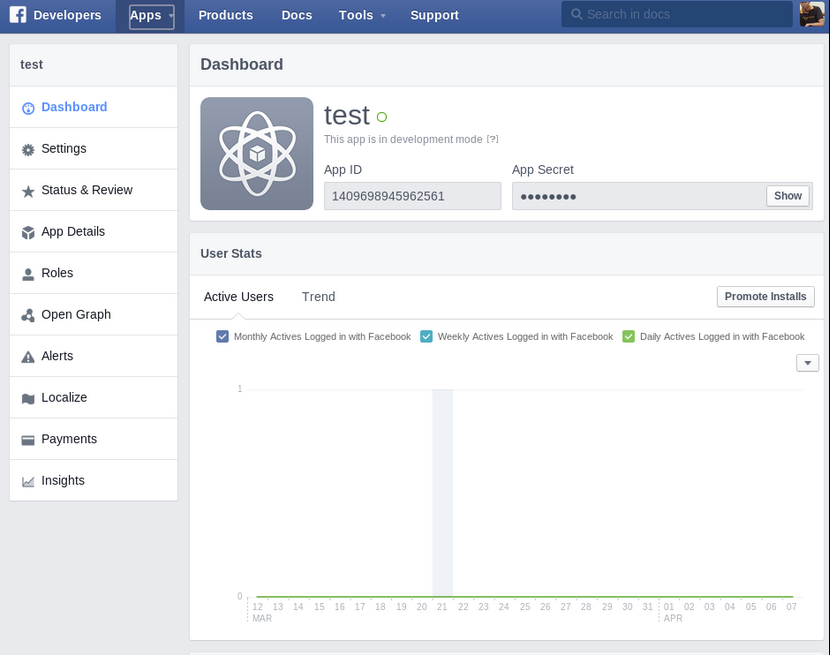 Developers Apps Products Docs Tools Support Search in docs
test
Dashboard
Settings
Status & Review
App Details
Roles
Open Graph
Alerts
Localize
Payments
Insights
Dashboard
test
This app is in development mode [?]
App ID App Secret
1409698945962561 •••••••• Show
User Stats
Active Users Trend Promote Installs
Monthly Actives Logged in with Facebook Weekly Actives Logged in with Facebook Daily Actives Logged in with Facebook
1
0
12 13 14 15 16 17 18 19 20 21 22 23 24 25 26 27 28 29 30 31 01 02 03 04 05 06 07
MAR APR